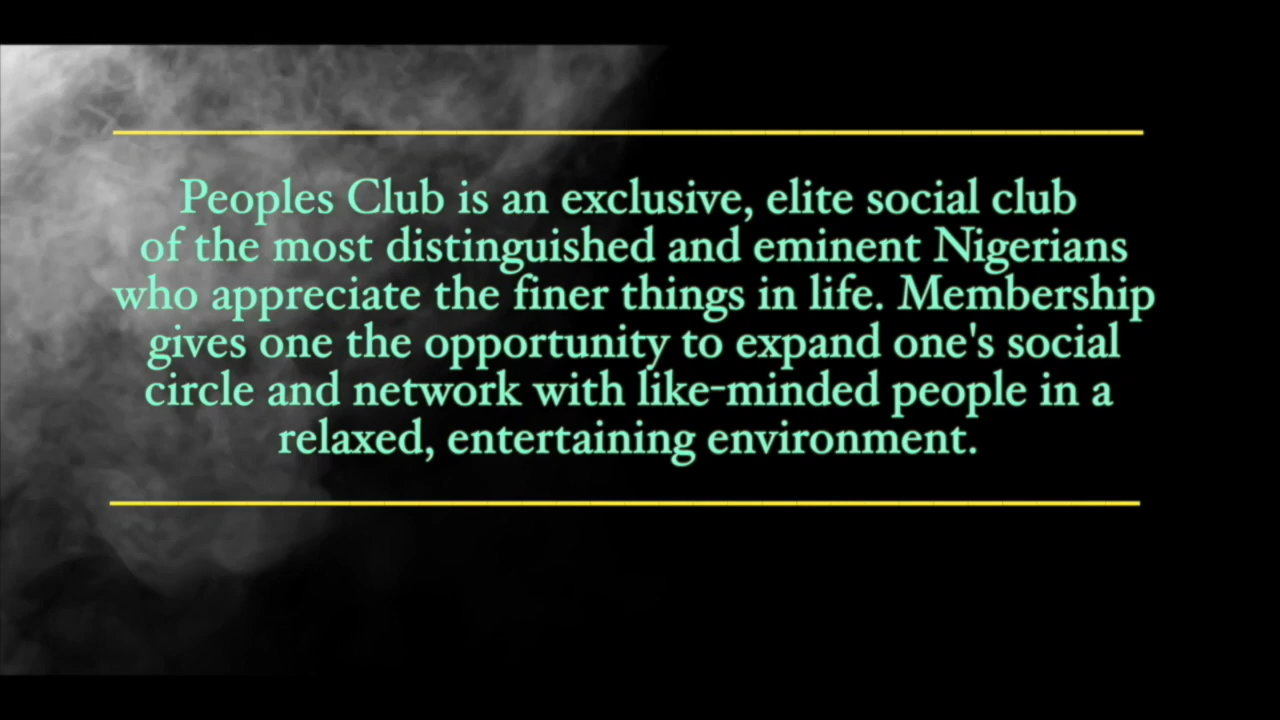 Peoples Club is an exclusive, elite social club
of the most distinguished and eminent Nigerians
who appreciate the finer things in life. Membership
gives one the opportunity to expand one's social
circle and network with like-minded people in a
relaxed, entertaining environment.